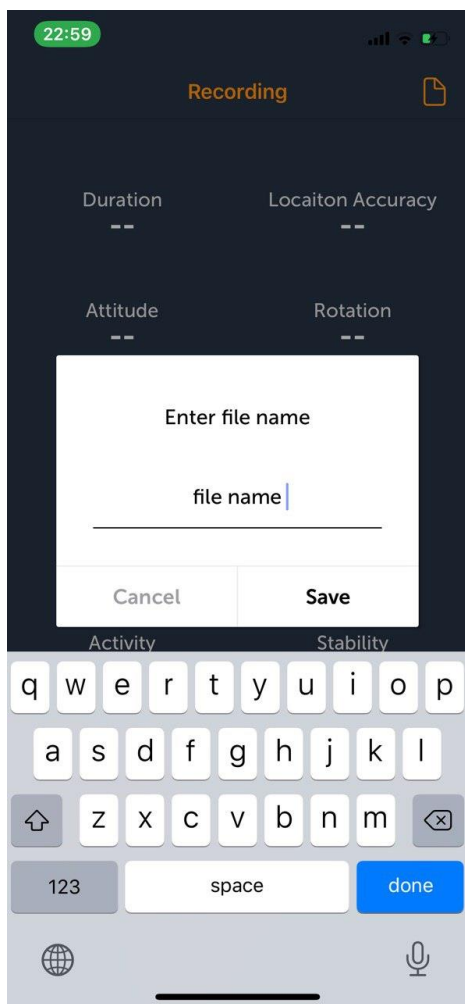 22:59
Recording
Duration Locaiton Accuracy
-- --
Attitude Rotation
-- --
Enter file name
file name
Cancel Save
Activity Stability
q w e r t y u i o p
a s d f g h j k l
z x c v b n m
123 space done